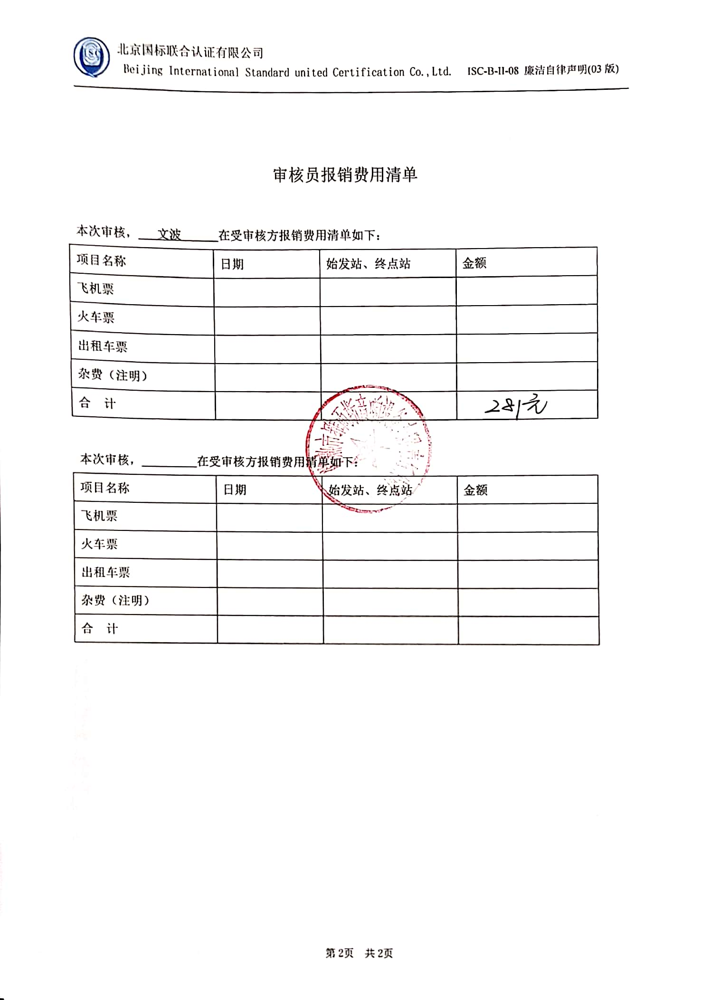 ISC
北京国标联合认证有限公司
Beijing International Standard united Certification Co.,Ltd. ISC-B-II-08 廉洁自律声明(03 版)
审核员报销费用清单
本次审核， 文波 在受审核方报销费用清单如下：
项目名称 日期 始发站、终点站 金额
飞机票
火车票
出租车票
杂费（注明）
合 计 281元
本次审核， 在受审核方报销费用清单如下：
项目名称 日期 始发站、终点站 金额
飞机票
火车票
出租车票
杂费（注明）
合 计
第 2页 共 2页